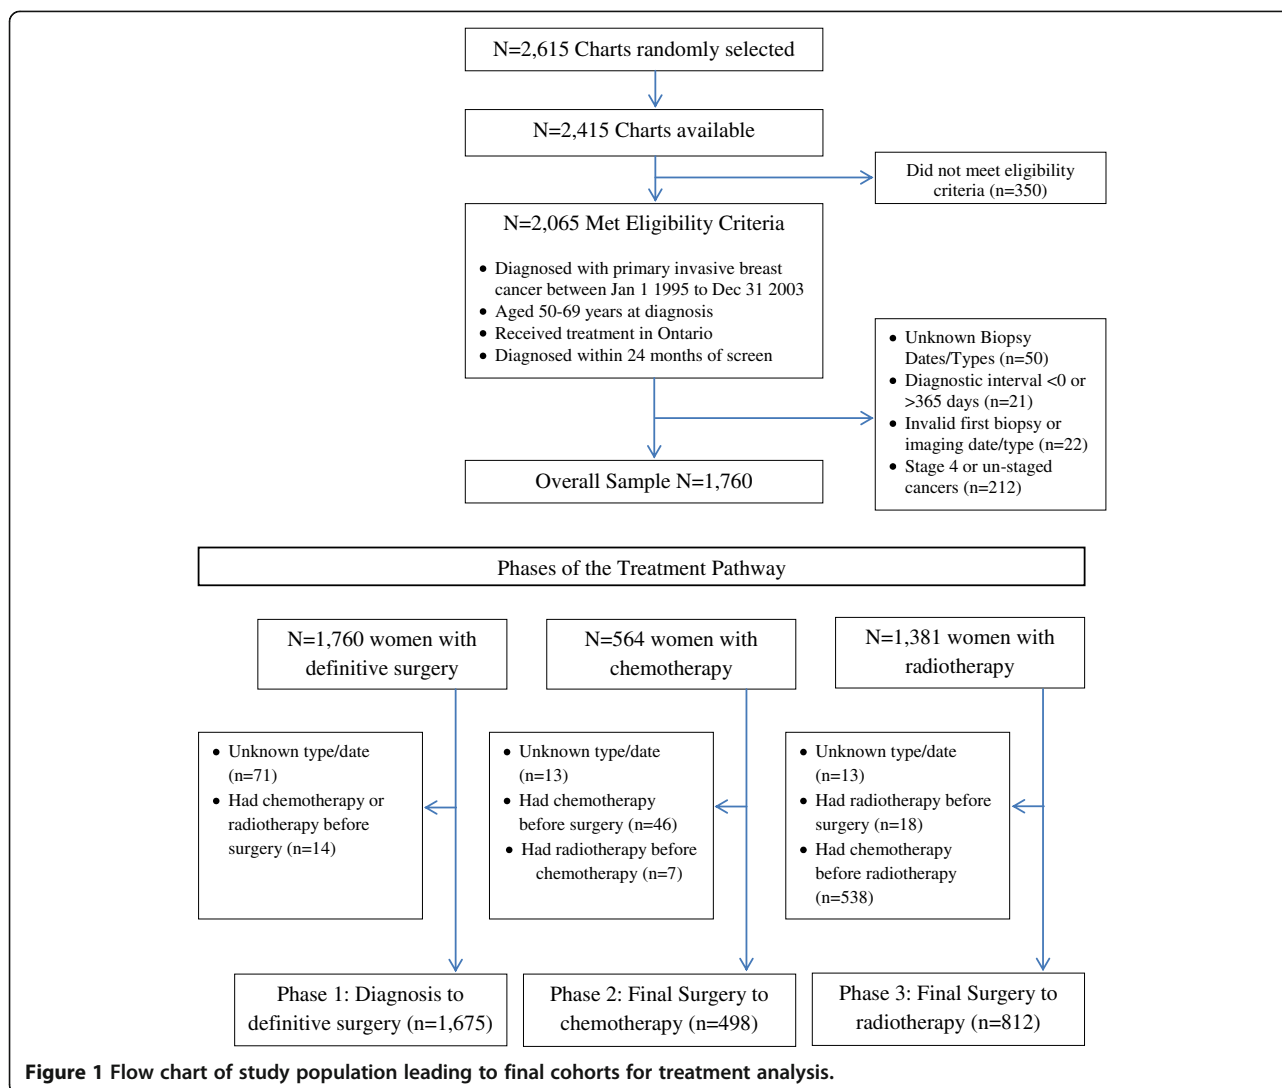 N=2,615 Charts randomly selected
N=2,415 Charts available
Did not meet eligibility
criteria (n=350)
N=2,065 Met Eligibility Criteria
• Diagnosed with primary invasive breast
cancer between Jan 1 1995 to Dec 31 2003
• Aged 50-69 years at diagnosis
• Received treatment in Ontario
• Diagnosed within 24 months of screen
• Unknown Biopsy
Dates/Types (n=50)
• Diagnostic interval <0 or
>365 days (n=21)
• Invalid first biopsy or
imaging date/type (n=22)
• Stage 4 or un-staged
cancers (n=212)
Overall Sample N=1,760
Phases of the Treatment Pathway
N=1,760 women with
definitive surgery
N=564 women with
chemotherapy
N=1,381 women with
radiotherapy
• Unknown type/date
(n=71)
• Had chemotherapy or
radiotherapy before
surgery (n=14)
• Unknown type/date
(n=13)
• Had chemotherapy
before surgery (n=46)
• Had radiotherapy before
chemotherapy (n=7)
• Unknown type/date
(n=13)
• Had radiotherapy before
surgery (n=18)
• Had chemotherapy
before radiotherapy
(n=538)
Phase 1: Diagnosis to
definitive surgery (n=1,675)
Phase 2: Final Surgery to
chemotherapy (n=498)
Phase 3: Final Surgery to
radiotherapy (n=812)
Figure 1 Flow chart of study population leading to final cohorts for treatment analysis.